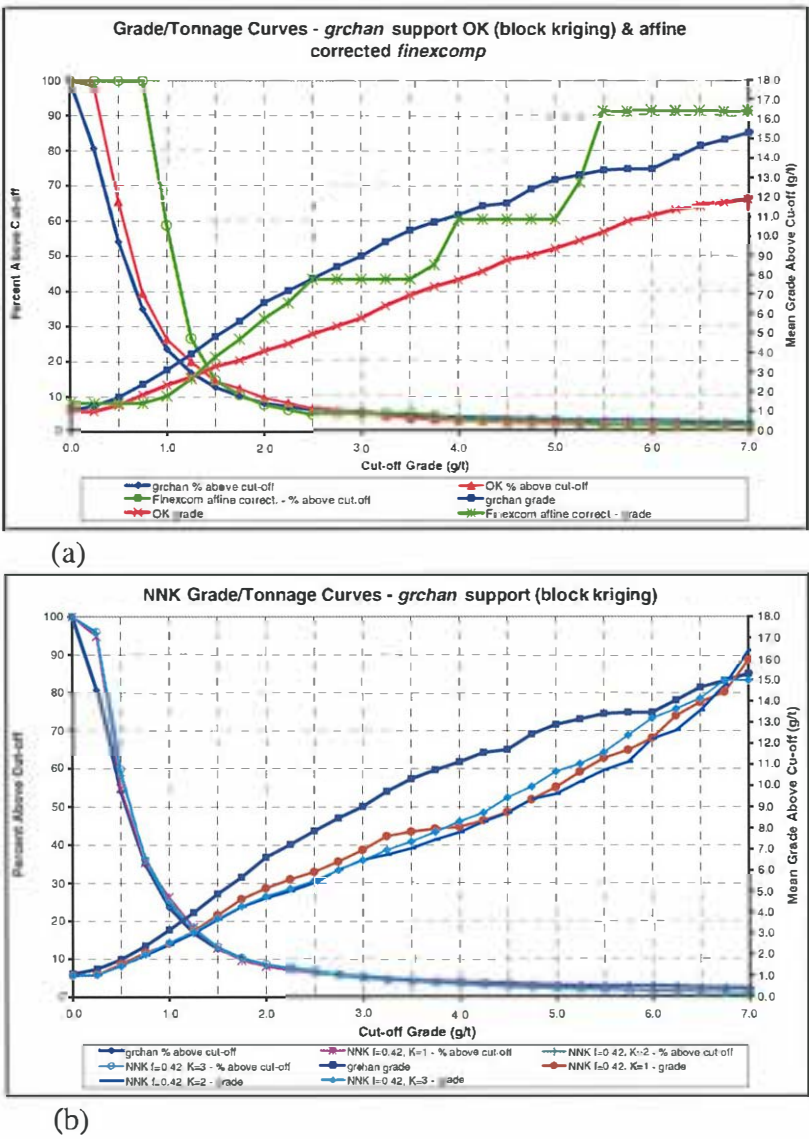 Grade/Tonnage Curves - grchan support OK (block kriging) & affine
corrected finexcomp
100
90
80
70
60
50
40
30
20
10
18.0
17.0
16.0
15.0
14.0
13.0
12.0
11.0
10.0
9.0
8.0
7.0
6.0
5.0
4.0
3.0
2.0
1.0
0.0
Percent Above Cut-off
Mean Grade Above Cu-off (g/t)
0.0 1.0 2.0 3.0 4.0 5.0 6.0 7.0
Cut-off Grade (g/t)
grchan % above cut-off
OK % above cut-off
Finexcom affine correct. - % above cut.off
grchan grade
OK grade
Finexcom affine correct - grade
(a)
NNK Grade/Tonnage Curves - grchan support (block kriging)
100
90
80
70
60
50
40
30
20
10
18.0
17.0
16.0
15.0
14.0
13.0
12.0
11.0
10.0
9.0
8.0
7.0
6.0
5.0
4.0
3.0
2.0
1.0
0.0
Percent Above Cut-off
Mean Grade Above Cu-off (g/t)
0.0 1.0 2.0 3.0 4.0 5.0 6.0 7.0
Cut-off Grade (g/t)
grchan % above cut-off
NNK f=0.42, K=1 - % above cut-off
NNK f=0.42, K=2 - % above cut-off
NNK f=0.42, K=3 - % above cut-off
grchan grade
NNK f=0.42, K=1 - grade
NNK f=0.42, K=2 - grade
NNK f=0.42, K=3 - grade
(b)